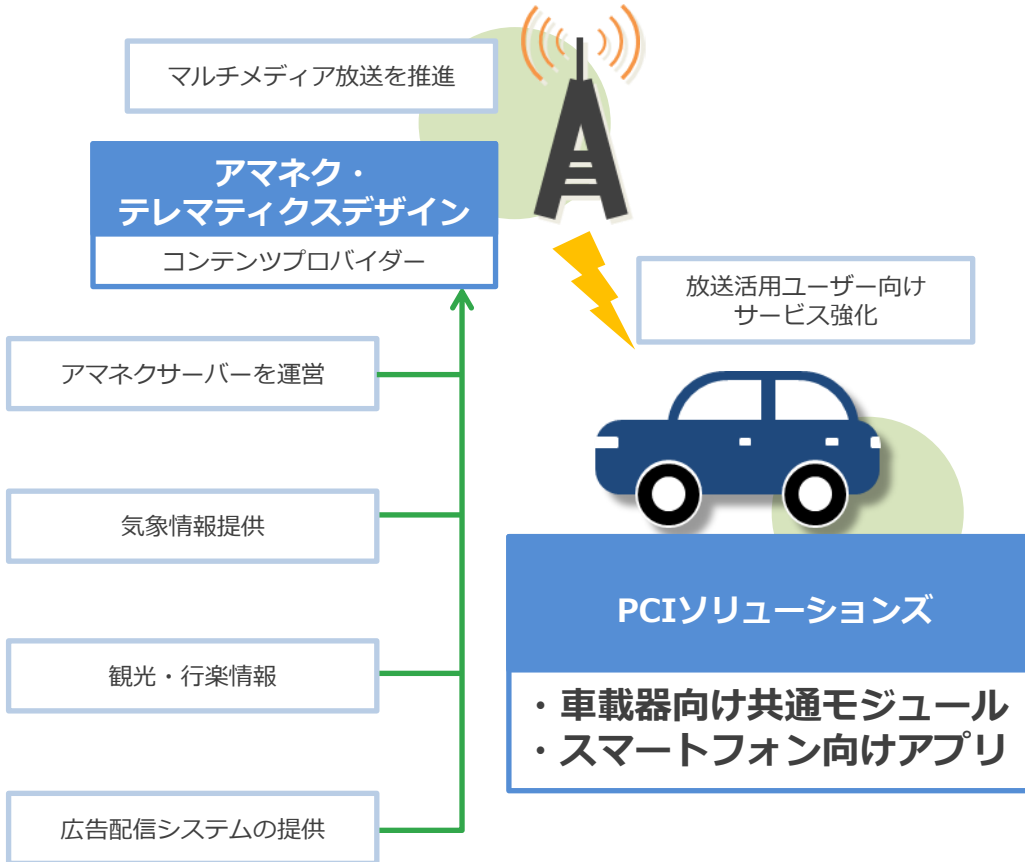 マルチメディア放送を推進
アマネク・
テレマティクスデザイン
コンテンツプロバイダー
放送活用ユーザー向け
サービス強化
アマネクサーバーを運営
気象情報提供
観光・行楽情報
広告配信システムの提供
PCIソリューションズ
・車載器向け共通モジュール
・スマートフォン向けアプリ